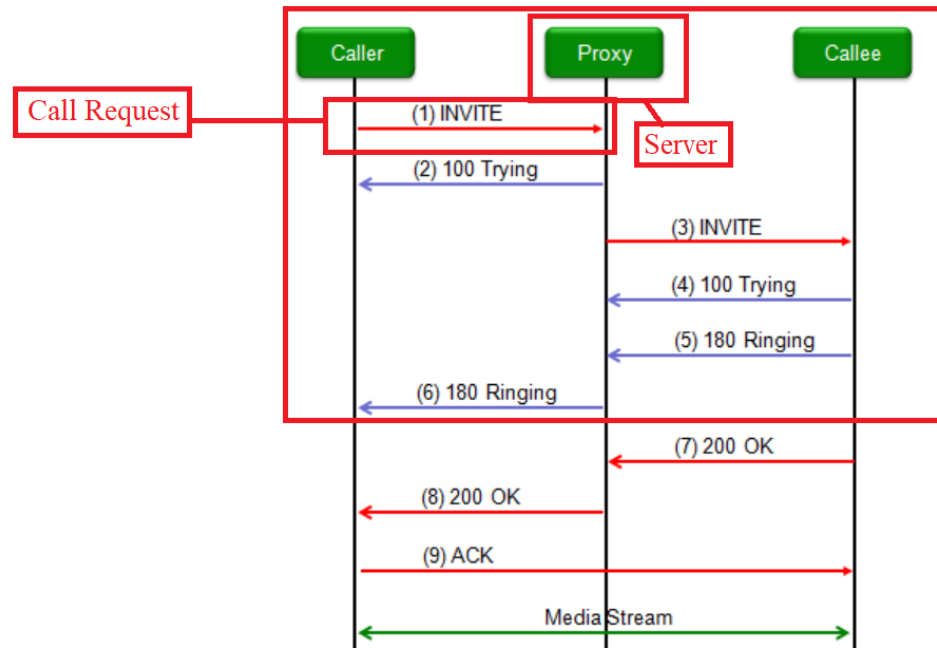 Caller
Proxy
Callee
Call Request
(1) INVITE
Server
(2) 100 Trying
(3) INVITE
(4) 100 Trying
(5) 180 Ringing
(6) 180 Ringing
(7) 200 OK
(8) 200 OK
(9) ACK
Media Stream